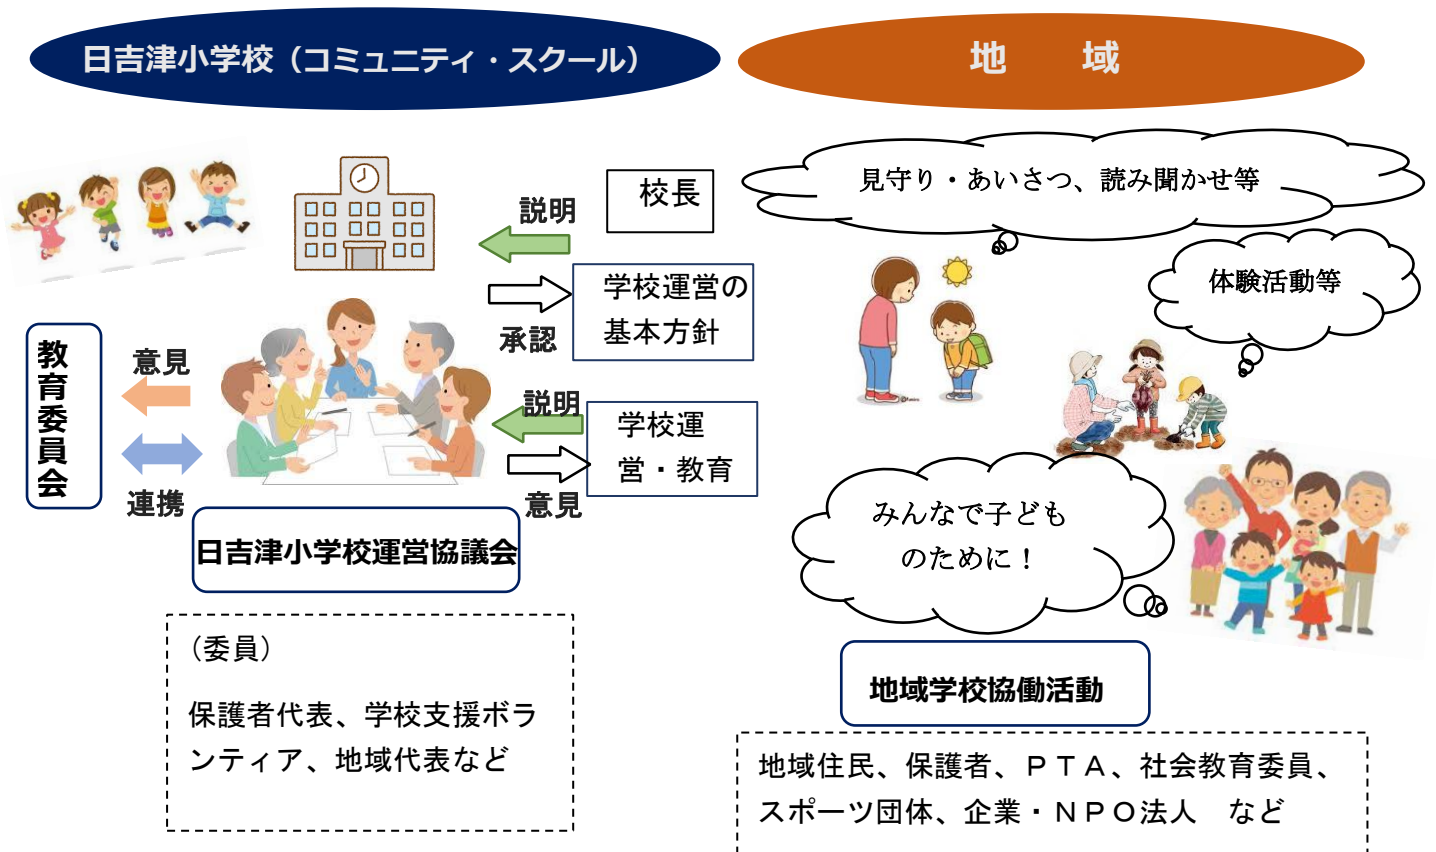 日吉津小学校（コミュニティ・スクール）
地　域
見守り・あいさつ、読み聞かせ等
校長
説明
体験活動等
学校運営の
基本方針
承認
教育委員会
意見
連携
説明
学校運
営・教育
意見
みんなで子ども
のために！
日吉津小学校運営協議会
（委員）
保護者代表、学校支援ボラ
ンティア、地域代表など
地域学校協働活動
地域住民、保護者、ＰＴＡ、社会教育委員、
スポーツ団体、企業・ＮＰＯ法人　など